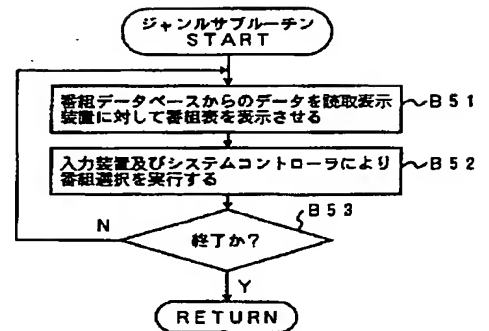 ジャンルサブルーチン
START
番組データベースからのデータを読取表示
装置に対して番組表を表示させる
B51
入力装置及びシステムコントローラにより
番組選択を実行する
B52
B53
N
終了か?
Y
RETURN